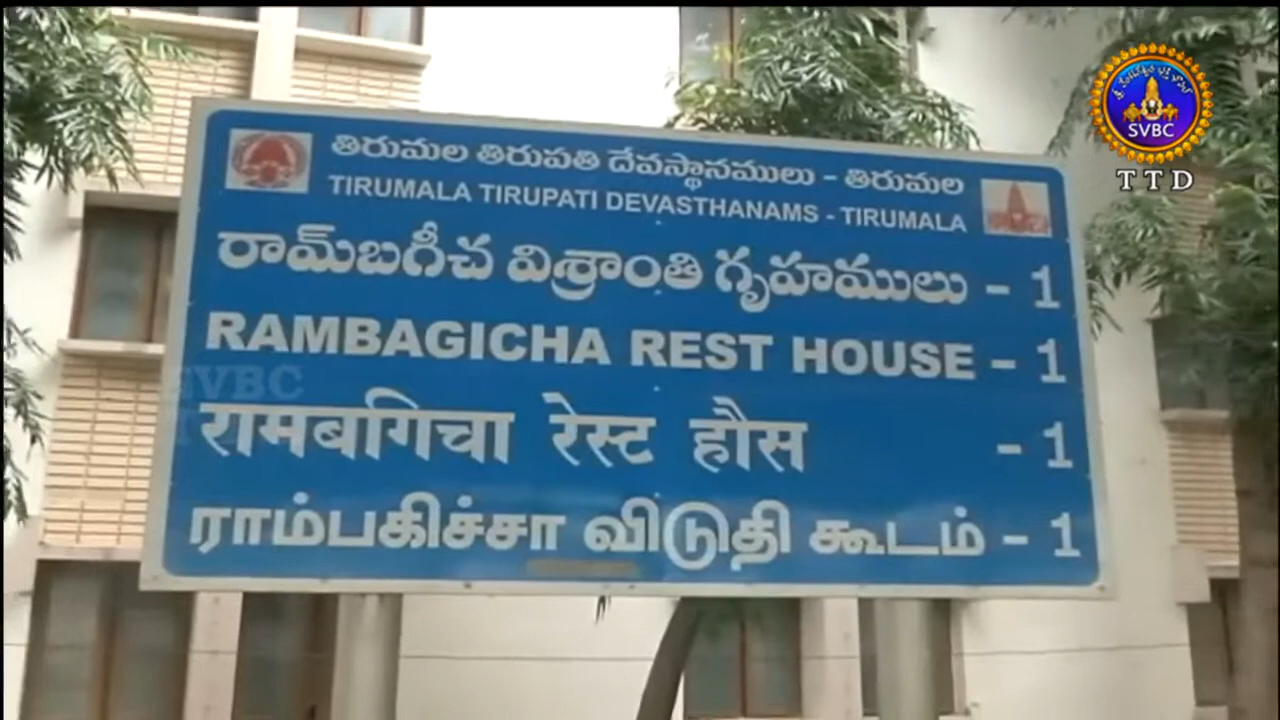 తిరుమల తిరుపతి దేవస్థానములు - తిరుమల
TIRUMALA TIRUPATI DEVASTHANAMS - TIRUMALA
రామ్‌బగీచ విశ్రాంతి గృహములు - 1
RAMBAGICHA REST HOUSE - 1
रामबगिचा रेस्ट हौस - 1
ராம்பகிச்சா விடுதி கூடம் - 1
SVBC
TTD
SVBC